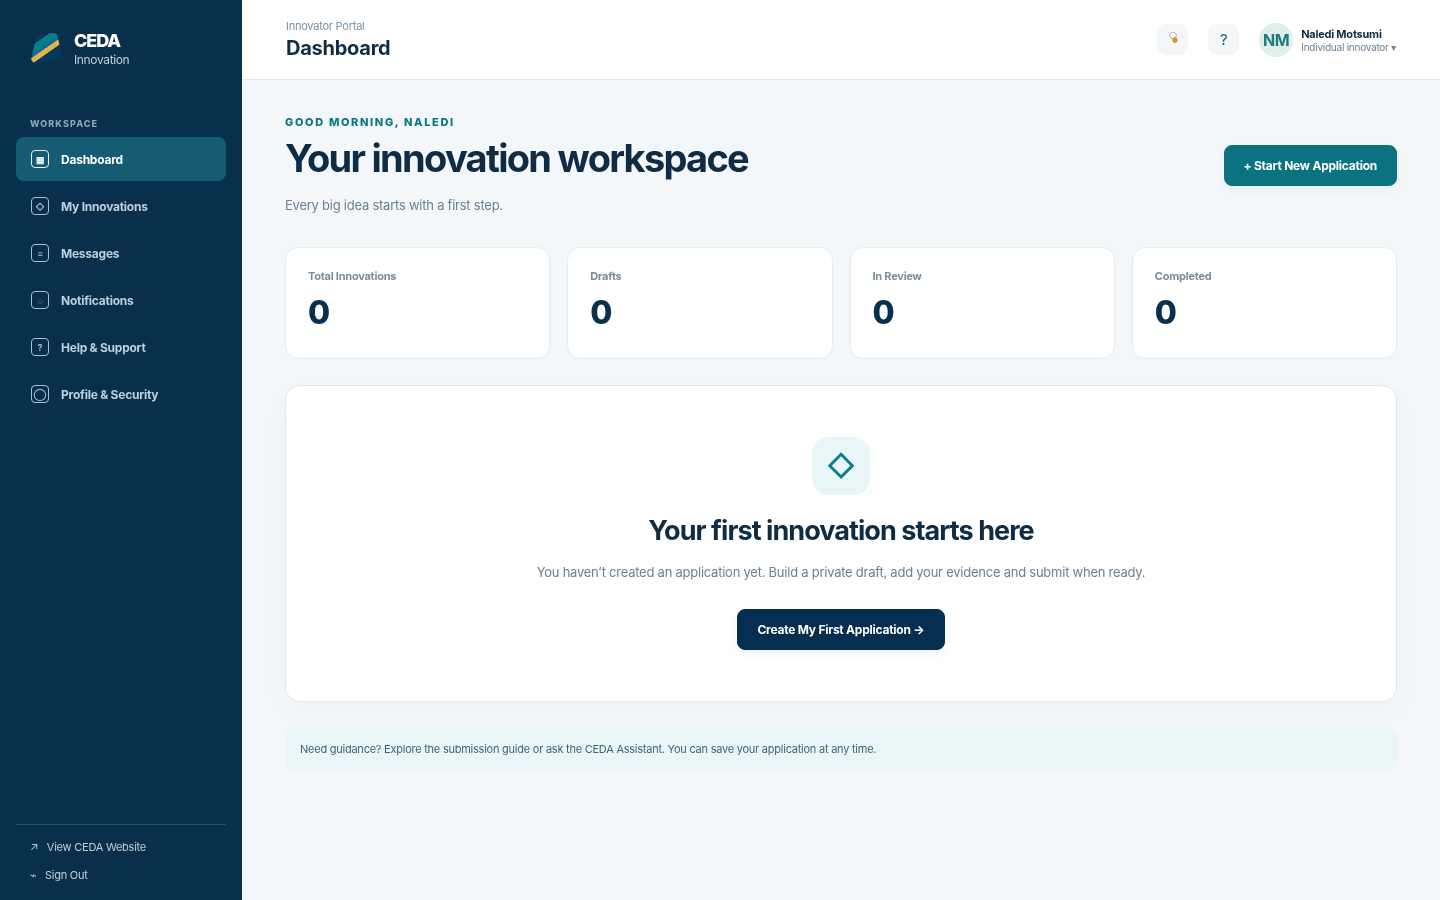 CEDA
Innovation
WORKSPACE
Dashboard
My Innovations
Messages
Notifications
? Help & Support
Profile & Security
↗ View CEDA Website
Sign Out
Innovator Portal
Dashboard
?
NM
Naledi Motsumi
Individual innovator ▾
GOOD MORNING, NALEDI
Your innovation workspace
Every big idea starts with a first step.
+ Start New Application
Total Innovations
0
Drafts
0
In Review
0
Completed
0
Your first innovation starts here
You haven’t created an application yet. Build a private draft, add your evidence and submit when ready.
Create My First Application →
Need guidance? Explore the submission guide or ask the CEDA Assistant. You can save your application at any time.